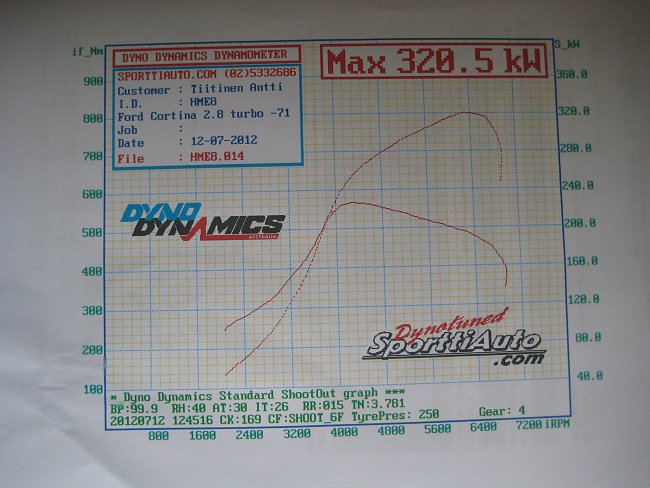 if_Nm
S_kW
DYNO DYNAMICS DYNAMOMETER
Max 320.5 kW
SPORTTIAUTO.COM (02)5332686
Customer : Tiitinen Antti
I.D. : HME8
Ford Cortina 2.8 turbo -71
Job :
Date : 12-07-2012
File : HME8.014
900
800
700
600
500
400
300
200
100
360.0
320.0
280.0
240.0
200.0
160.0
120.0
80.0
40.0
DYNO
DYNAMICS
AUSTRALIA
Dynotuned
SporttiAuto
.com
* Dyno Dynamics Standard ShootOut graph ***
BP:99.9 RH:40 AT:30 IT:26 RR:015 TN:3.781
20120712 124516 CK:169 CF:SHOOT_6F TyrePres: 250 Gear: 4
800 1600 2400 3200 4000 4800 5600 6400 7200 iRPM